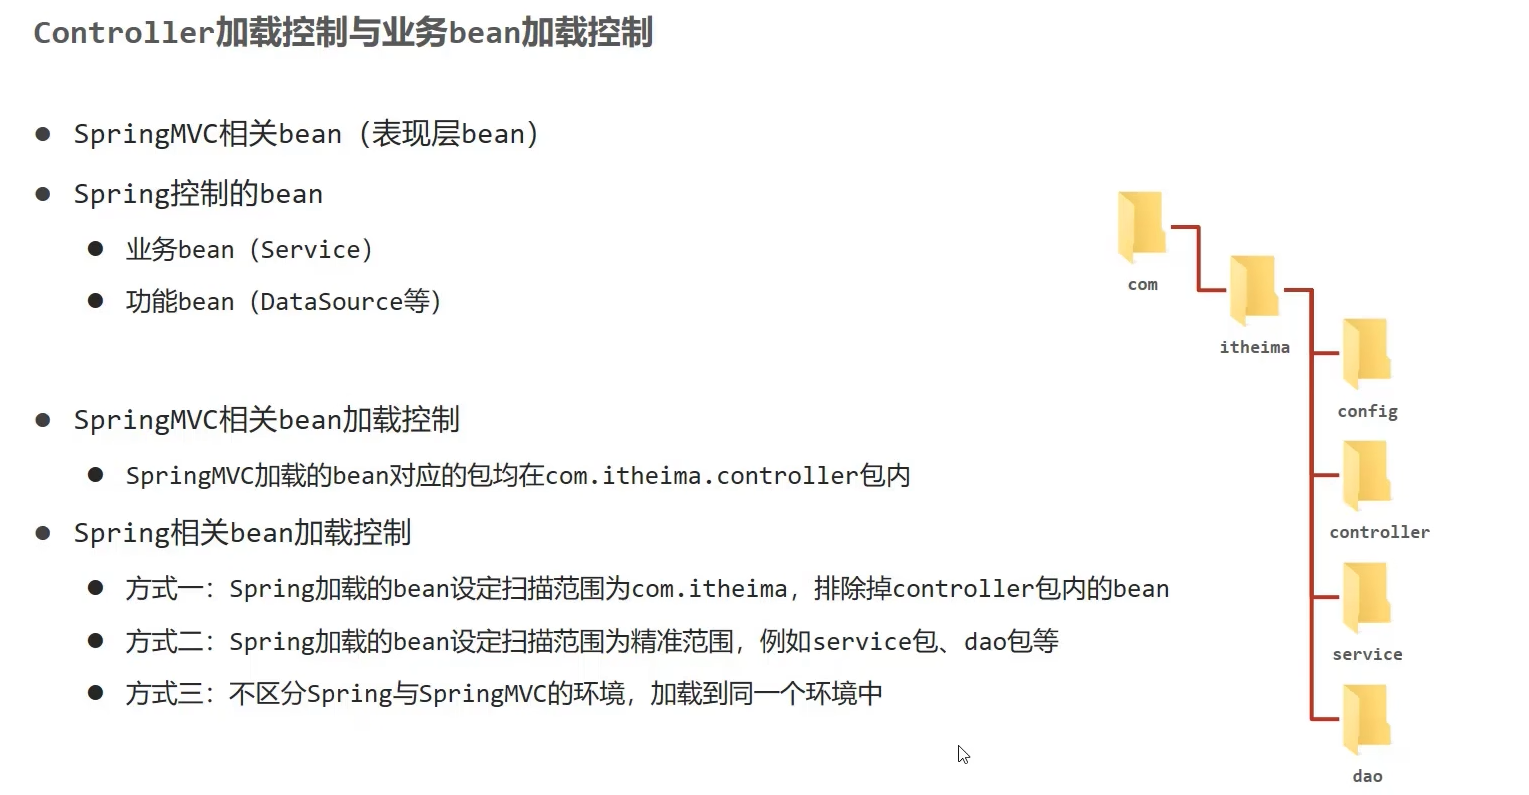 Controller加载控制与业务bean加载控制
SpringMVC相关bean（表现层bean）
Spring控制的bean
业务bean（Service）
功能bean（DataSource等）
SpringMVC相关bean加载控制
SpringMVC加载的bean对应的包均在com.itheima.controller包内
Spring相关bean加载控制
方式一：Spring加载的bean设定扫描范围为com.itheima，排除掉controller包内的bean
方式二：Spring加载的bean设定扫描范围为精准范围，例如service包、dao包等
方式三：不区分Spring与SpringMVC的环境，加载到同一个环境中
com
itheima
config
controller
service
dao